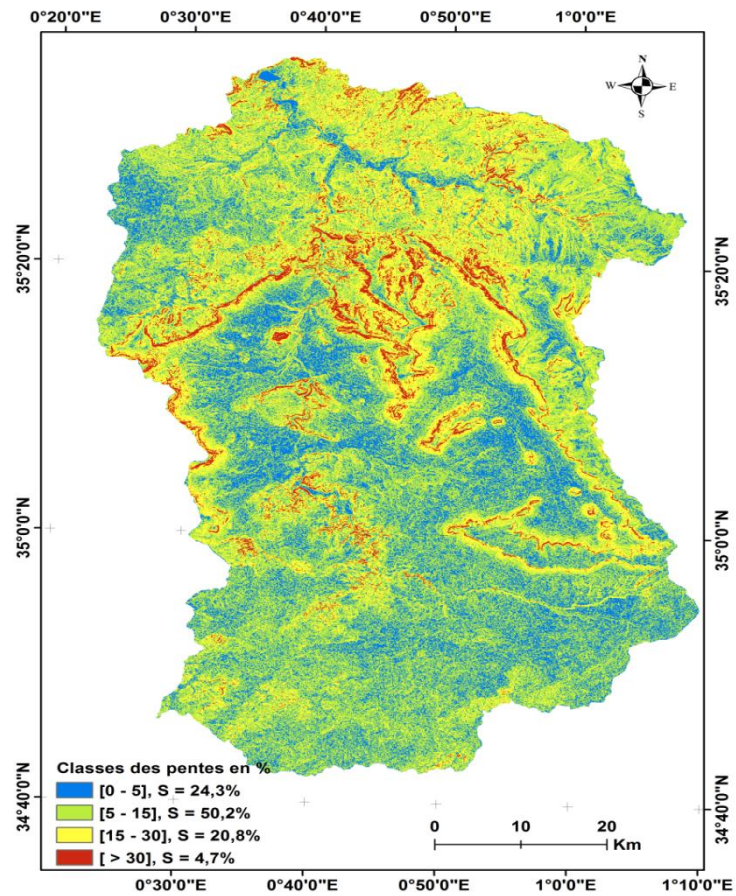 0°20'0"E 0°40'0"E 0°50'0"E 1°0'0"E
N
W E
S
35°20'0"N 35°20'0"N
35°0'0"N 35°0'0"N
34°40'0"N 34°40'0"N
Classes des pentes en %
[0 - 5], S = 24,3%
[5 - 15], S = 50,2%
[15 - 30], S = 20,8%
[ > 30], S = 4,7%
0 10 20
Km
0°30'0"E 0°40'0"E 0°50'0"E 1°0'0"E 1°10'0"E